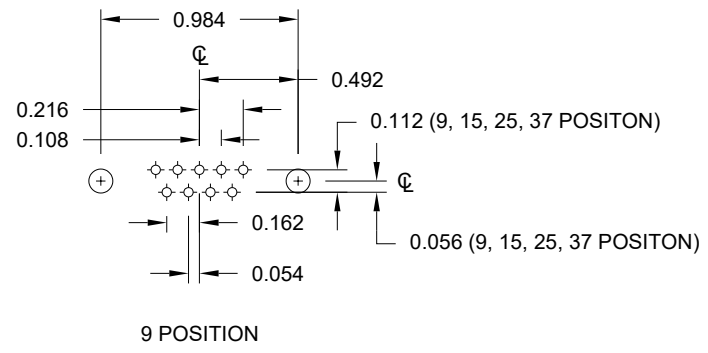 0.984
℄
0.492
0.216
0.112 (9, 15, 25, 37 POSITON)
0.108
℄
0.162
0.056 (9, 15, 25, 37 POSITON)
0.054
9 POSITION